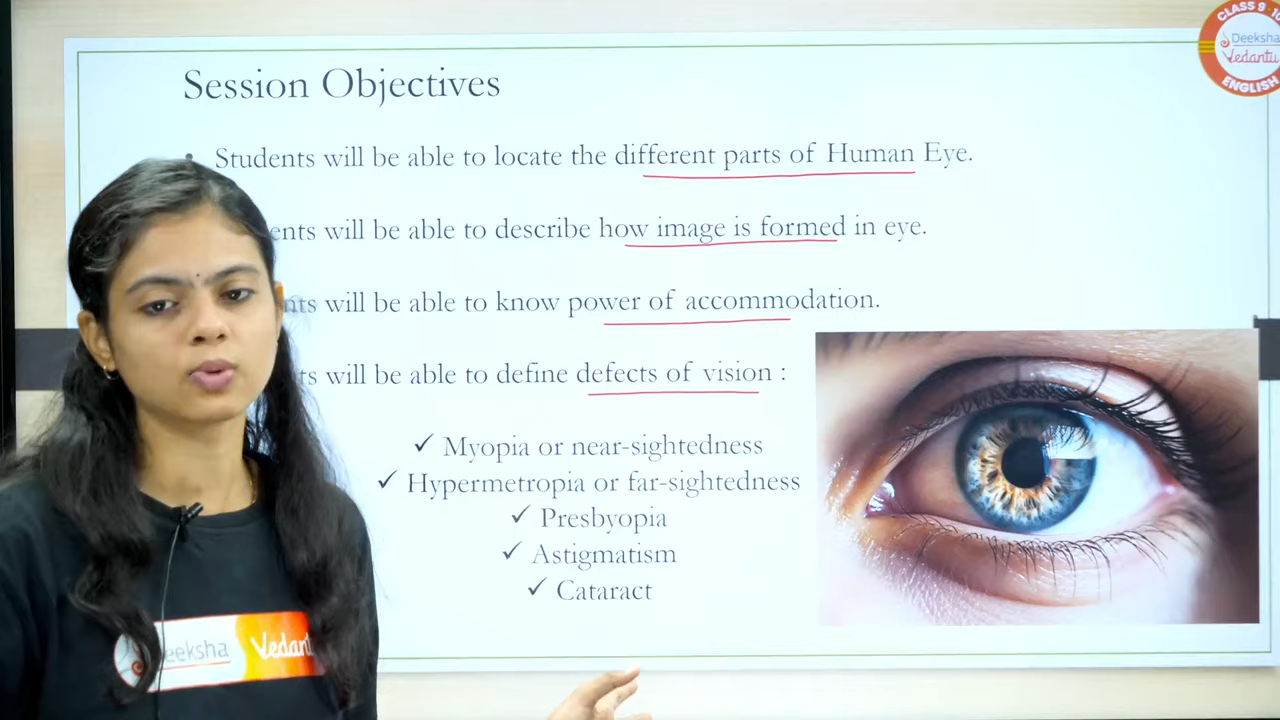 CLASS 9-10
Deeksha
Vedantu
ENGLISH
Session Objectives
• Students will be able to locate the different parts of Human Eye.
ents will be able to describe how image is formed in eye.
nts will be able to know power of accommodation.
ts will be able to define defects of vision :
✓ Myopia or near-sightedness
✓ Hypermetropia or far-sightedness
✓ Presbyopia
✓ Astigmatism
✓ Cataract
Deeksha Vedant